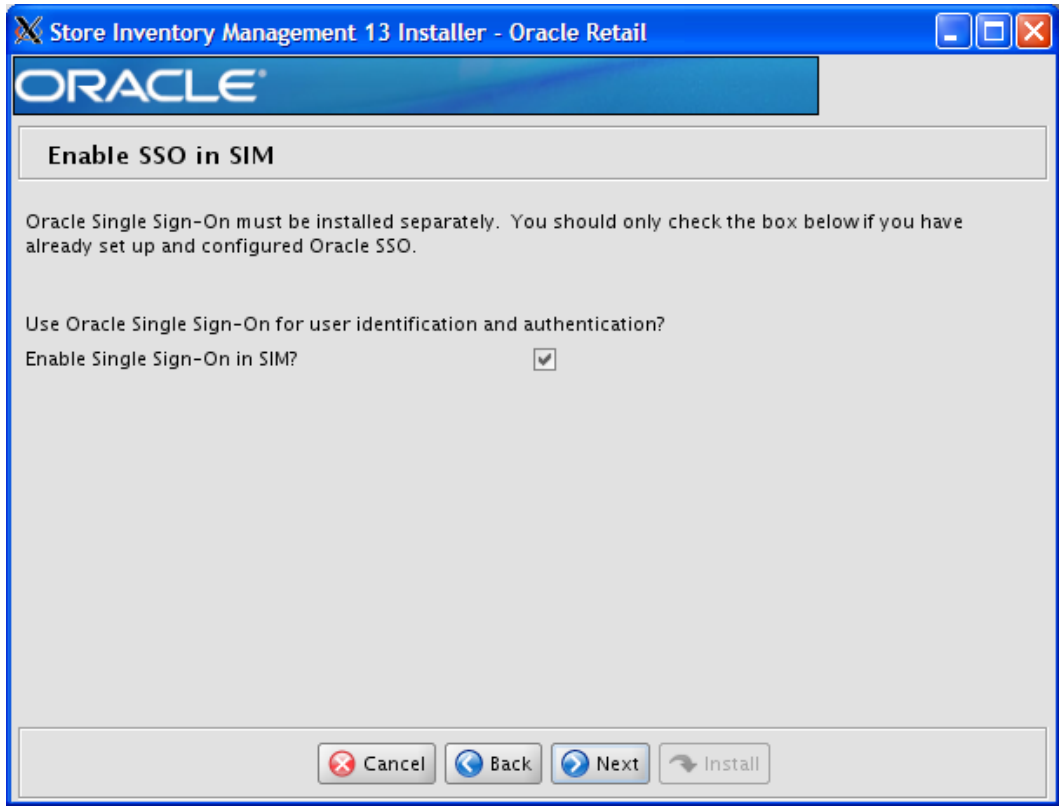 Store Inventory Management 13 Installer - Oracle Retail
ORACLE®
Enable SSO in SIM
Oracle Single Sign-On must be installed separately. You should only check the box below if you have
already set up and configured Oracle SSO.
Use Oracle Single Sign-On for user identification and authentication?
Enable Single Sign-On in SIM?
Cancel Back Next Install